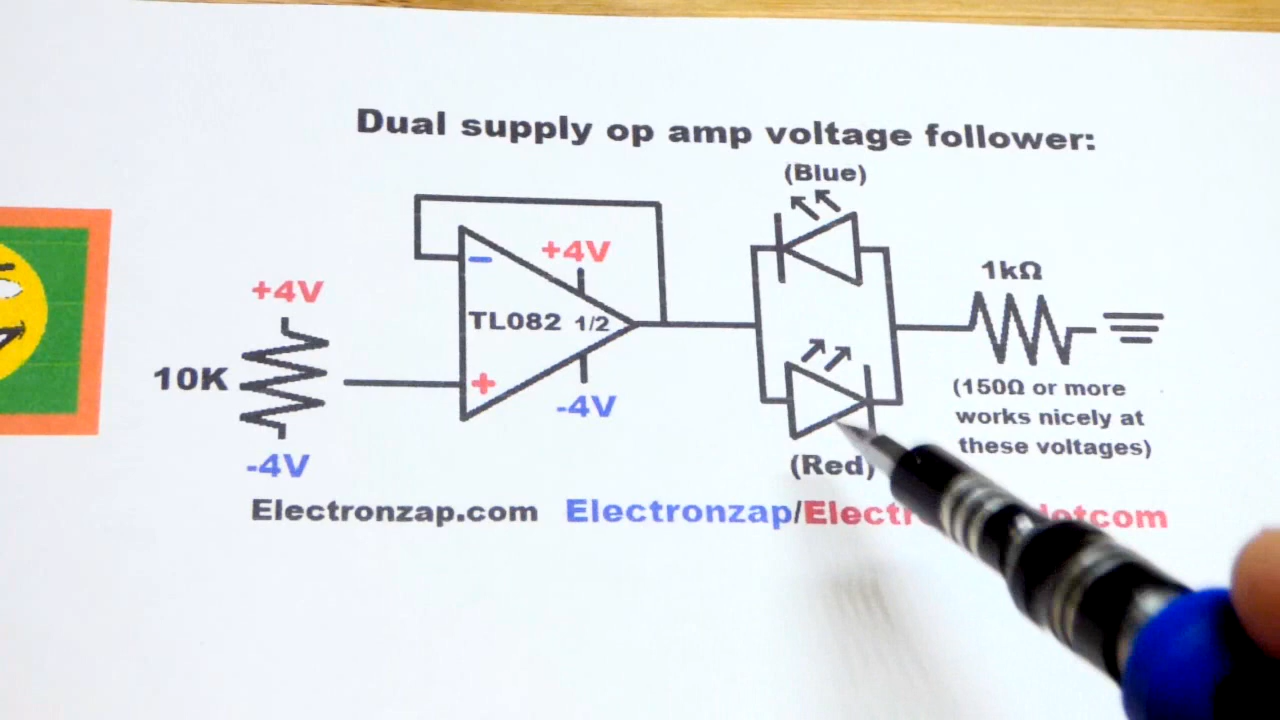 Dual supply op amp voltage follower:
(Blue)
+4V
−
+4V
1kΩ
TL082 1/2
10K
+
-4V
(150Ω or more
works nicely at
these voltages)
-4V
(Red)
Electronzap.com Electronzap/